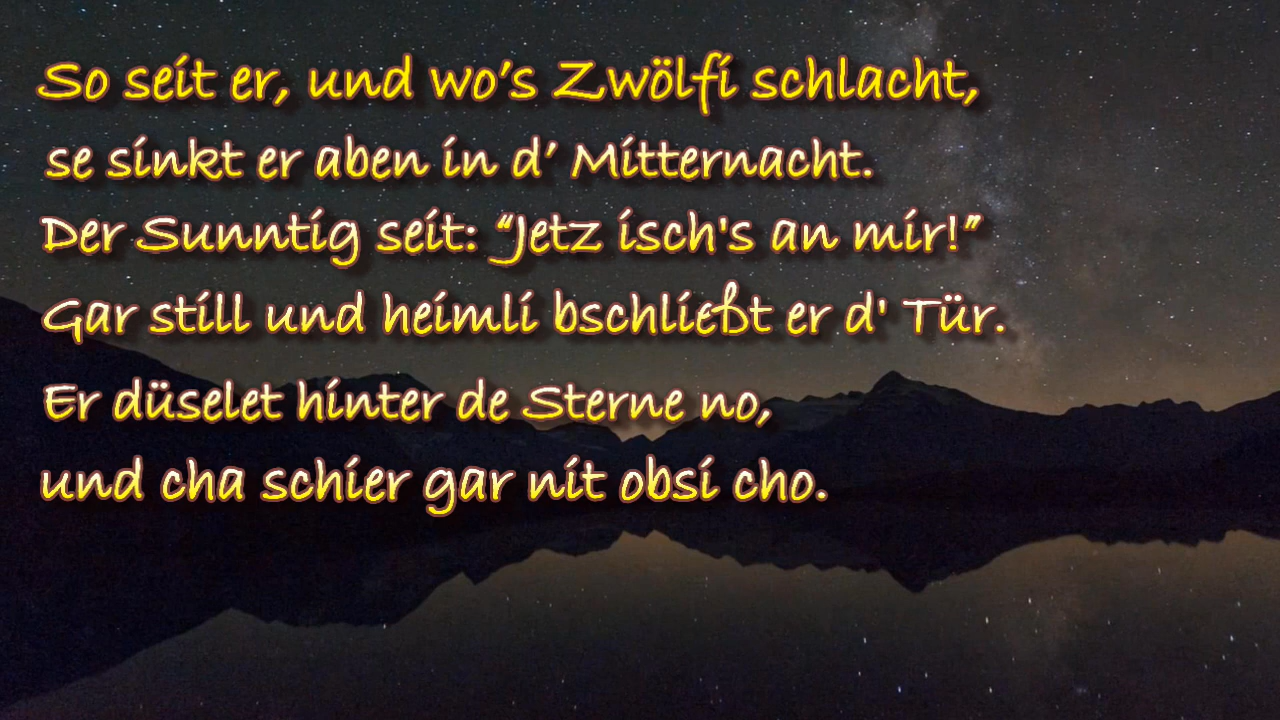 So seit er, und wo’s Zwölfi schlacht,
se sinkt er aben in d’ Mitternacht.
Der Sunntig seit: “Jetz isch's an mir!”
Gar still und heimli bschließt er d' Tür.
Er düselet hinter de Sterne no,
und cha schier gar nit obsi cho.